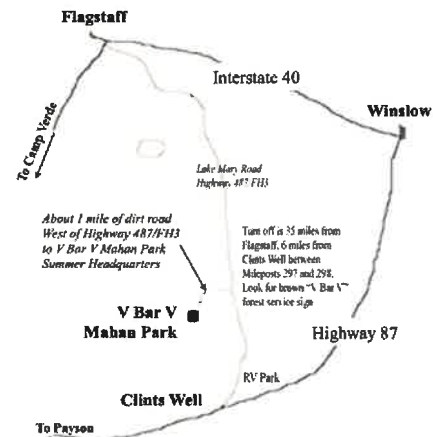 Flagstaff
Interstate 40
Winslow
To Camp Verde
Lake Mary Road
Highway 487/FH3
About 1 mile of dirt road
West of Highway 487/FH3
to V Bar V Mahan Park
Summer Headquarters
Turn off is 35 miles from
Flagstaff, 6 miles from
Clints Well between
Mileposts 297 and 298.
Look for brown "V Bar V"
forest service sign
V Bar V
Mahan Park
Highway 87
RV Park
Clints Well
To Payson